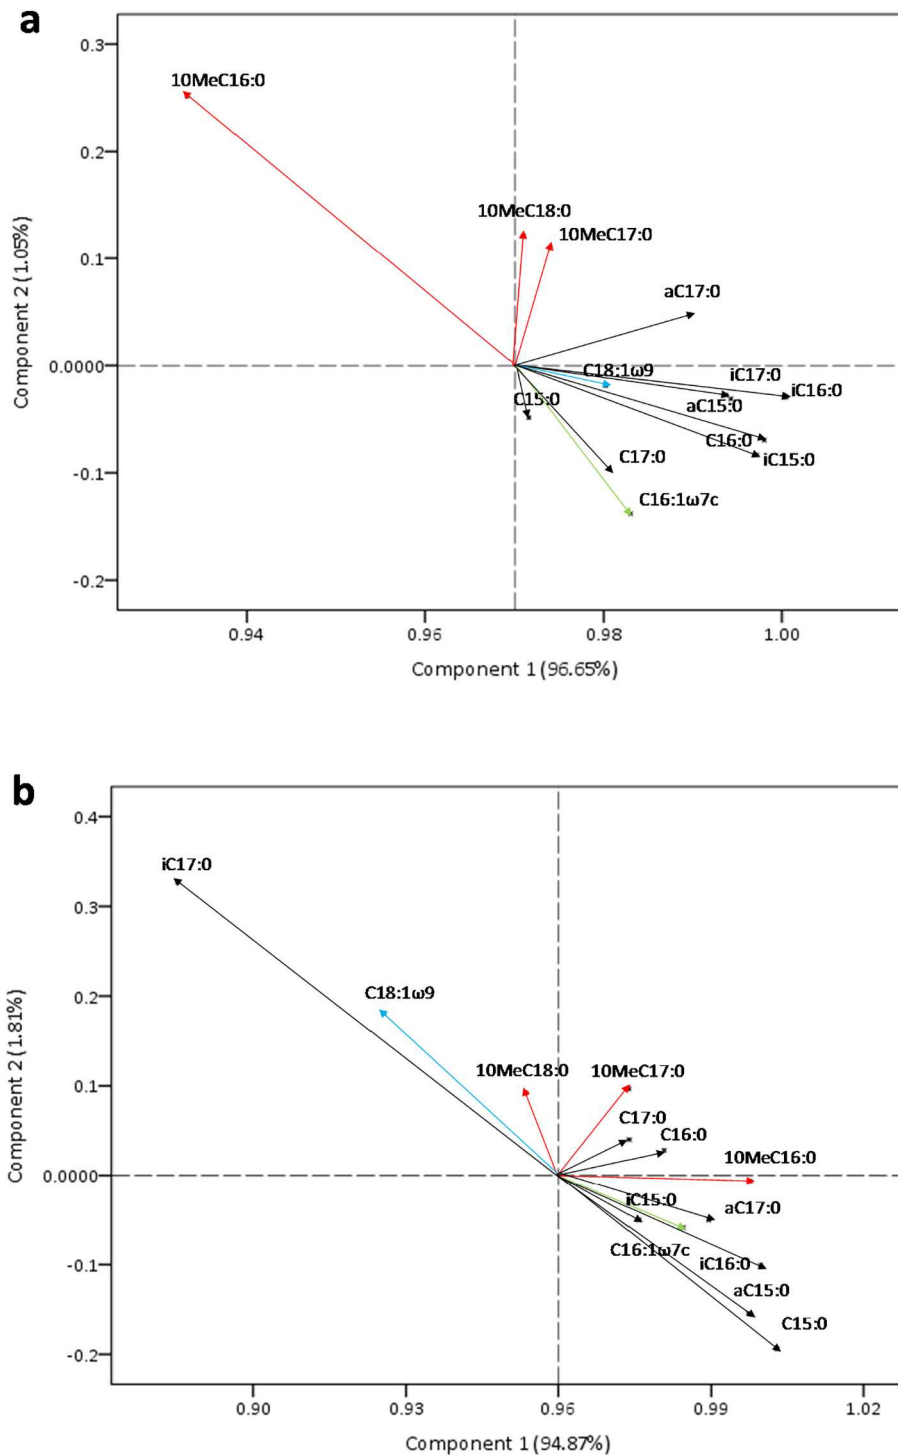 a
0.3
10MeC16:0
0.2
10MeC18:0
10MeC17:0
0.1
aC17:0
Component 2 (1.05%)
0.0000
C18:1ω9
iC17:0
iC16:0
C15:0
aC15:0
C16:0
iC15:0
C17:0
-0.1
C16:1ω7c
-0.2
0.94 0.96 0.98 1.00
Component 1 (96.65%)
b
0.4
iC17:0
0.3
C18:1ω9
0.2
10MeC18:0 10MeC17:0
0.1
C17:0
C16:0
Component 2 (1.81%)
10MeC16:0
0.0000
iC15:0
aC17:0
C16:1ω7c
iC16:0
-0.1
aC15:0
C15:0
-0.2
0.90 0.93 0.96 0.99 1.02
Component 1 (94.87%)